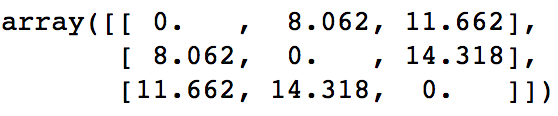 array([[ 0.   ,  8.062, 11.662],
       [ 8.062,  0.   , 14.318],
       [11.662, 14.318,  0.   ]])